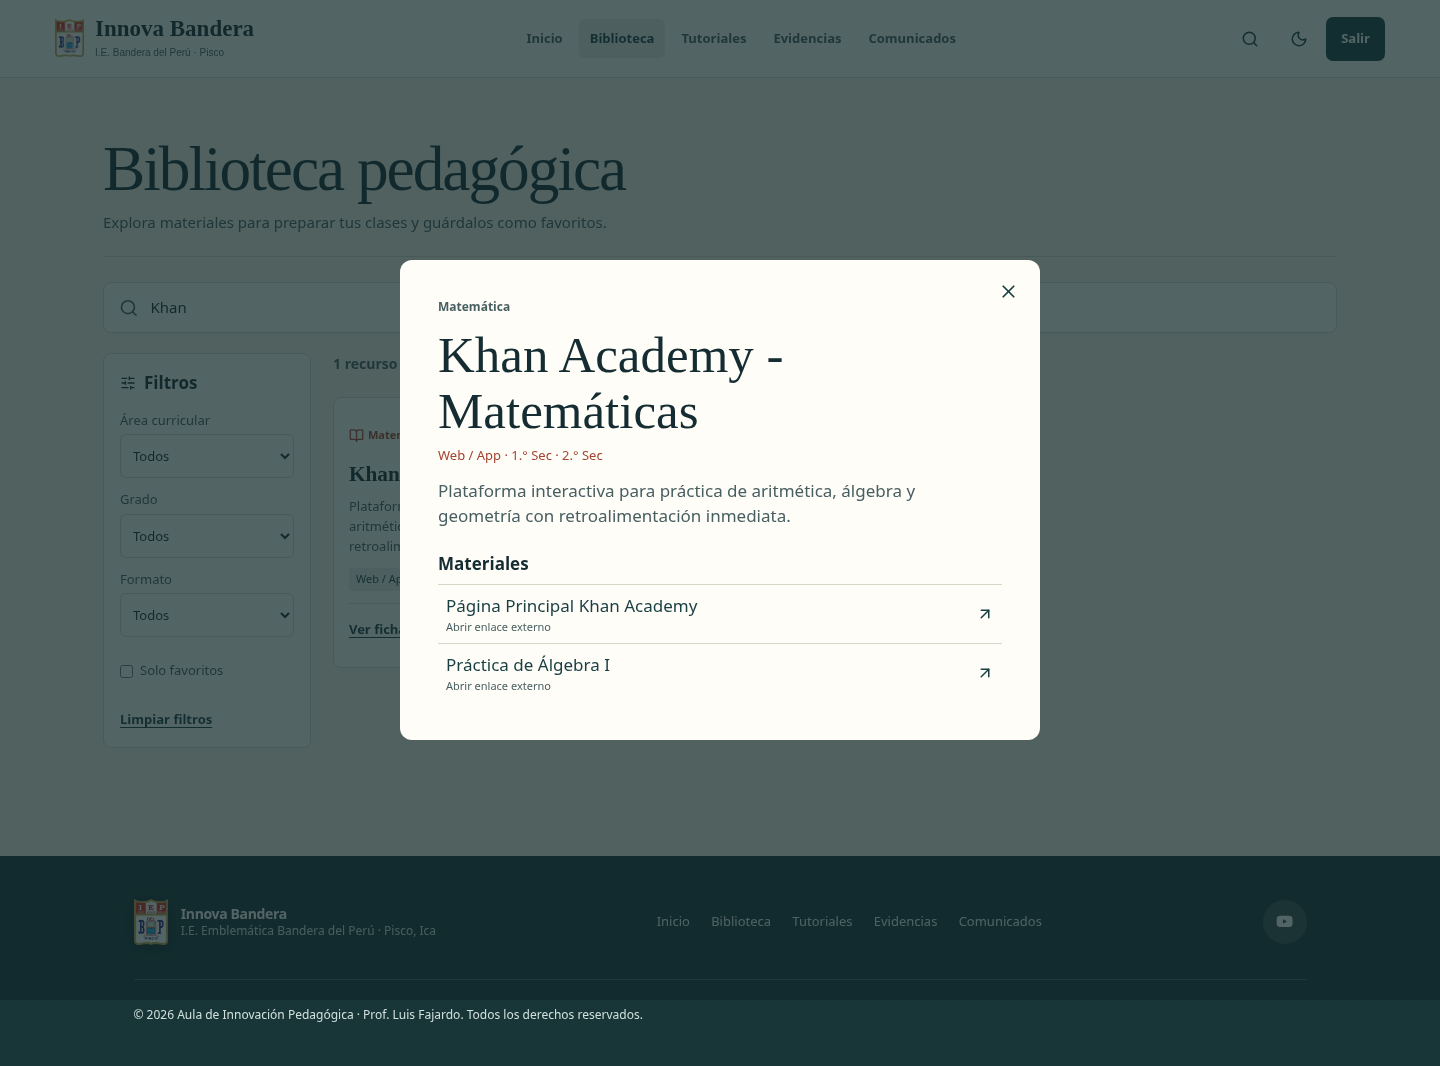 Innova Bandera
I.E. Bandera del Perú · Pisco
Inicio
Biblioteca
Tutoriales
Evidencias
Comunicados
Salir
Biblioteca pedagógica
Explora materiales para preparar tus clases y guárdalos como favoritos.
Khan
Filtros
Área curricular
Todos
Grado
Todos
Formato
Todos
Solo favoritos
Limpiar filtros
1 recurso
Khan
Web / Ap
Matemática
Khan Academy -
Matemáticas
Web / App · 1.° Sec · 2.° Sec
Plataforma interactiva para práctica de aritmética, álgebra y
geometría con retroalimentación inmediata.
Materiales
Página Principal Khan Academy
Abrir enlace externo
Práctica de Álgebra I
Abrir enlace externo
I E P
B P
Innova Bandera
I.E. Emblemática Bandera del Perú · Pisco, Ica
Inicio
Biblioteca
Tutoriales
Evidencias
Comunicados
© 2026 Aula de Innovación Pedagógica · Prof. Luis Fajardo. Todos los derechos reservados.